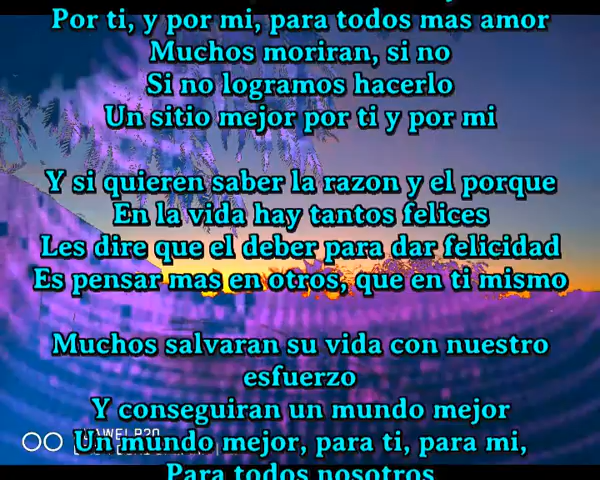 Por ti, y por mi, para todos mas amor
Muchos moriran, si no
Si no logramos hacerlo
Un sitio mejor por ti y por mi
Y si quieren saber la razon y el porque
En la vida hay tantos felices
Les dire que el deber para dar felicidad
Es pensar mas en otros, que en ti mismo
Muchos salvaran su vida con nuestro
esfuerzo
Y conseguiran un mundo mejor
Un mundo mejor, para ti, para mi,
Para todos nosotros